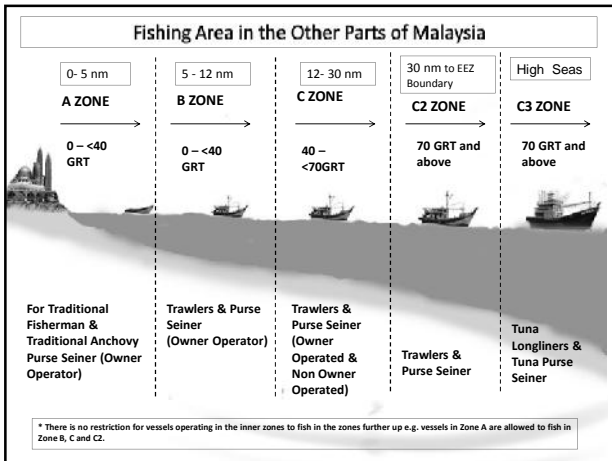 Fishing Area in the Other Parts of Malaysia
0- 5 nm
5 - 12 nm
12- 30 nm
30 nm to EEZ
Boundary
High Seas
A ZONE
B ZONE
C ZONE
C2 ZONE
C3 ZONE
0 – <40
GRT
0 – <40
GRT
40 –
<70GRT
70 GRT and
above
70 GRT and
above
For Traditional
Fisherman &
Traditional Anchovy
Purse Seiner (Owner
Operator)
Trawlers & Purse
Seiner
(Owner Operator)
Trawlers &
Purse Seiner
(Owner
Operated &
Non Owner
Operated)
Trawlers &
Purse Seiner
Tuna
Longliners &
Tuna Purse
Seiner
* There is no restriction for vessels operating in the inner zones to fish in the zones further up e.g. vessels in Zone A are allowed to fish in
Zone B, C and C2.